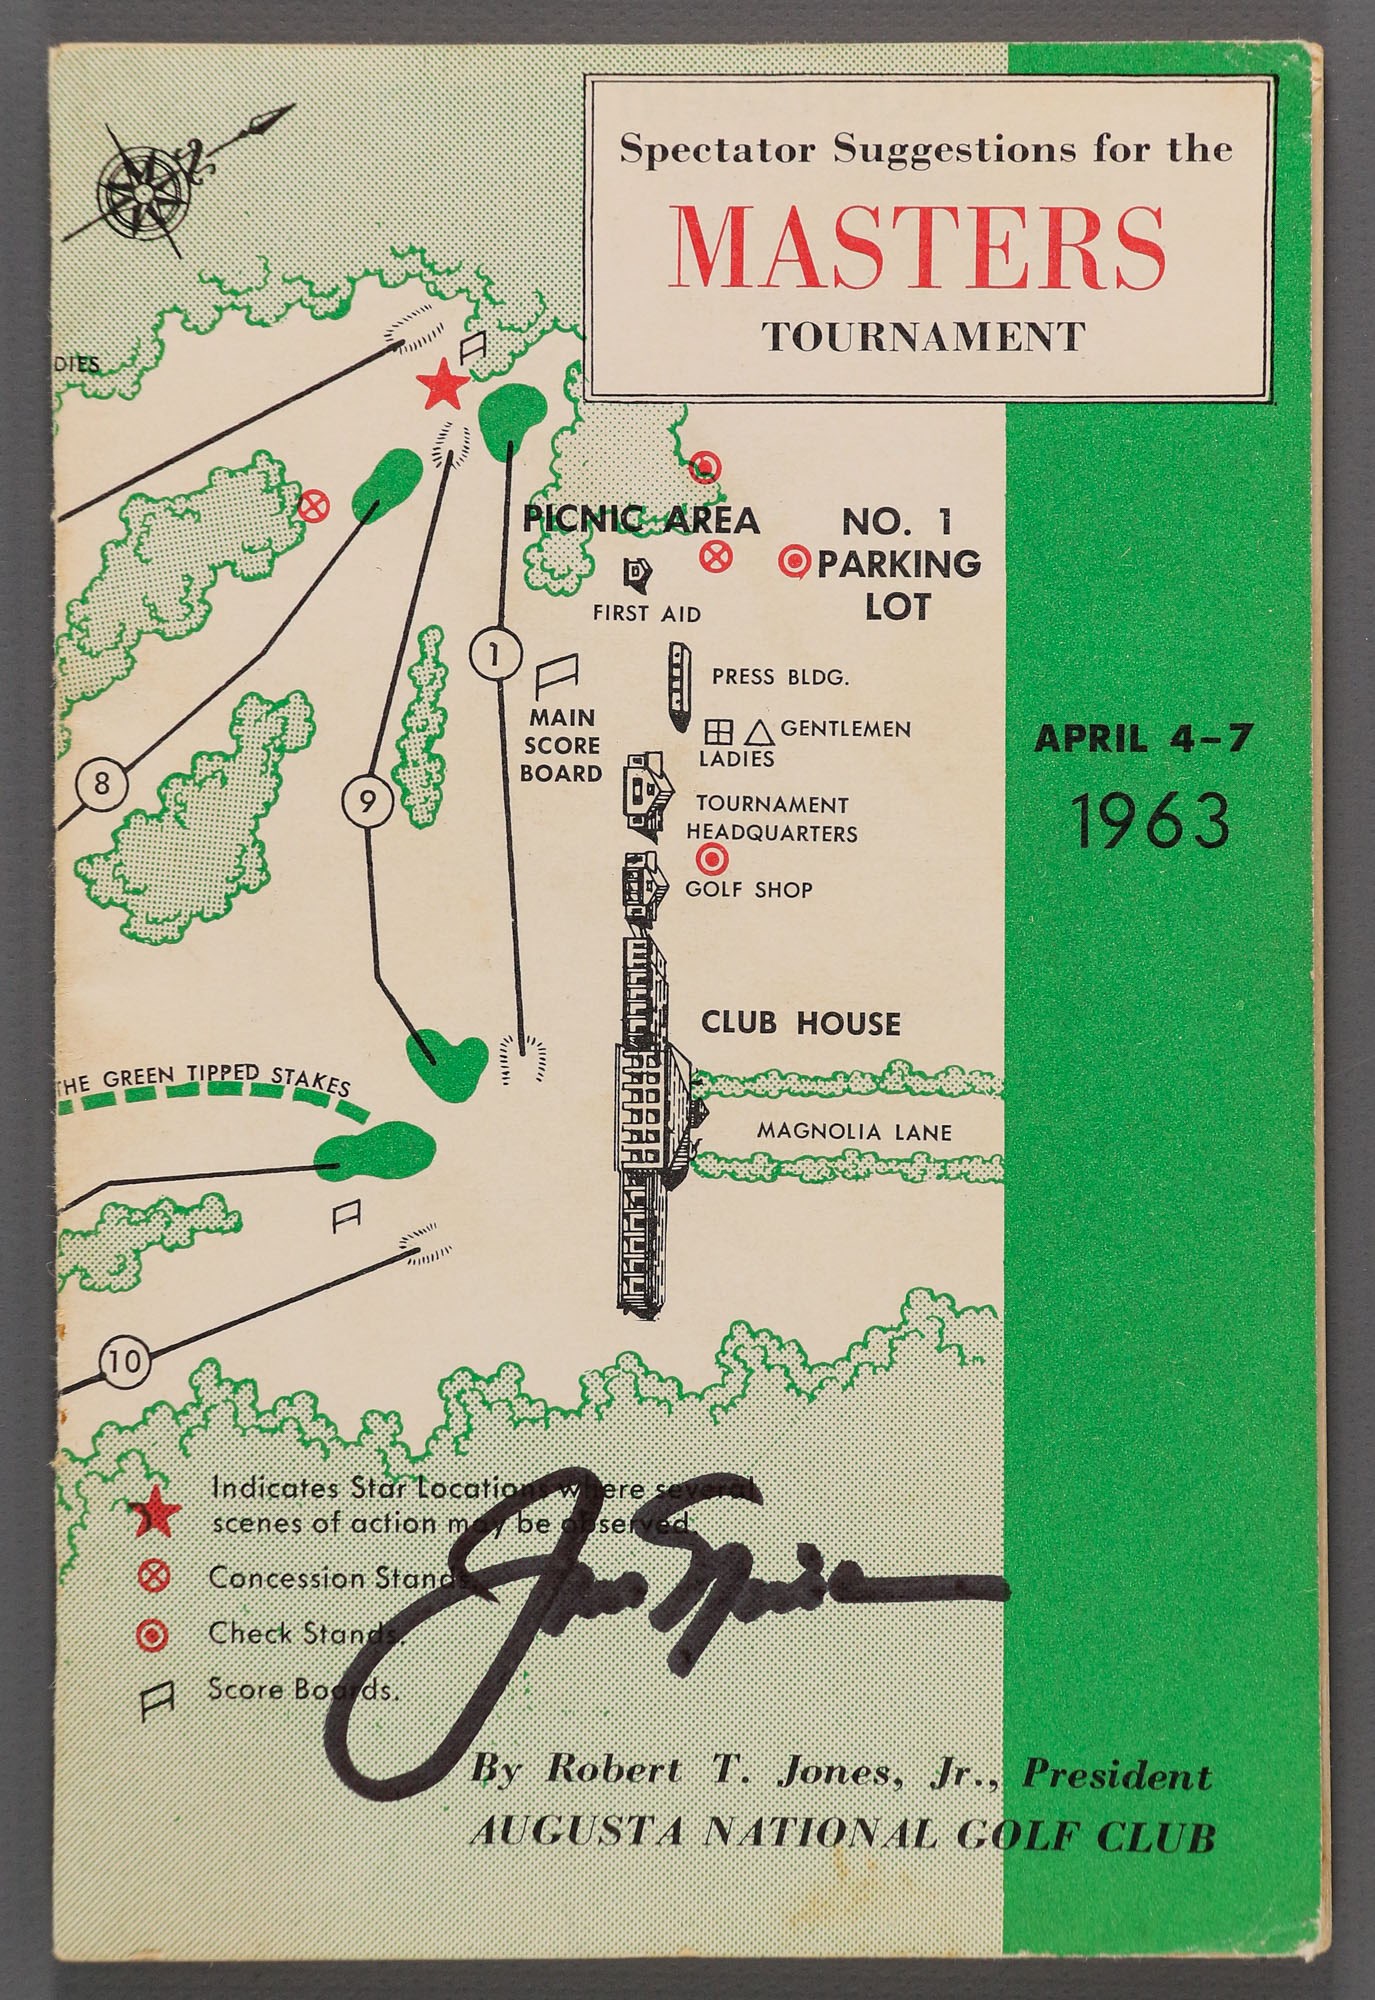 Spectator Suggestions for the
MASTERS
TOURNAMENT
N
DIES
PICNIC AREA
NO. 1
PARKING
LOT
FIRST AID
1
PRESS BLDG.
MAIN
SCORE
BOARD
GENTLEMEN
LADIES
APRIL 4-7
1963
8
9
TOURNAMENT
HEADQUARTERS
GOLF SHOP
CLUB HOUSE
THE GREEN TIPPED STAKES
MAGNOLIA LANE
10
Indicates Star Locations where several
scenes of action may be observed.
Concession Stands.
Check Stands.
Score Boards.
By Robert T. Jones, Jr., President
AUGUSTA NATIONAL GOLF CLUB